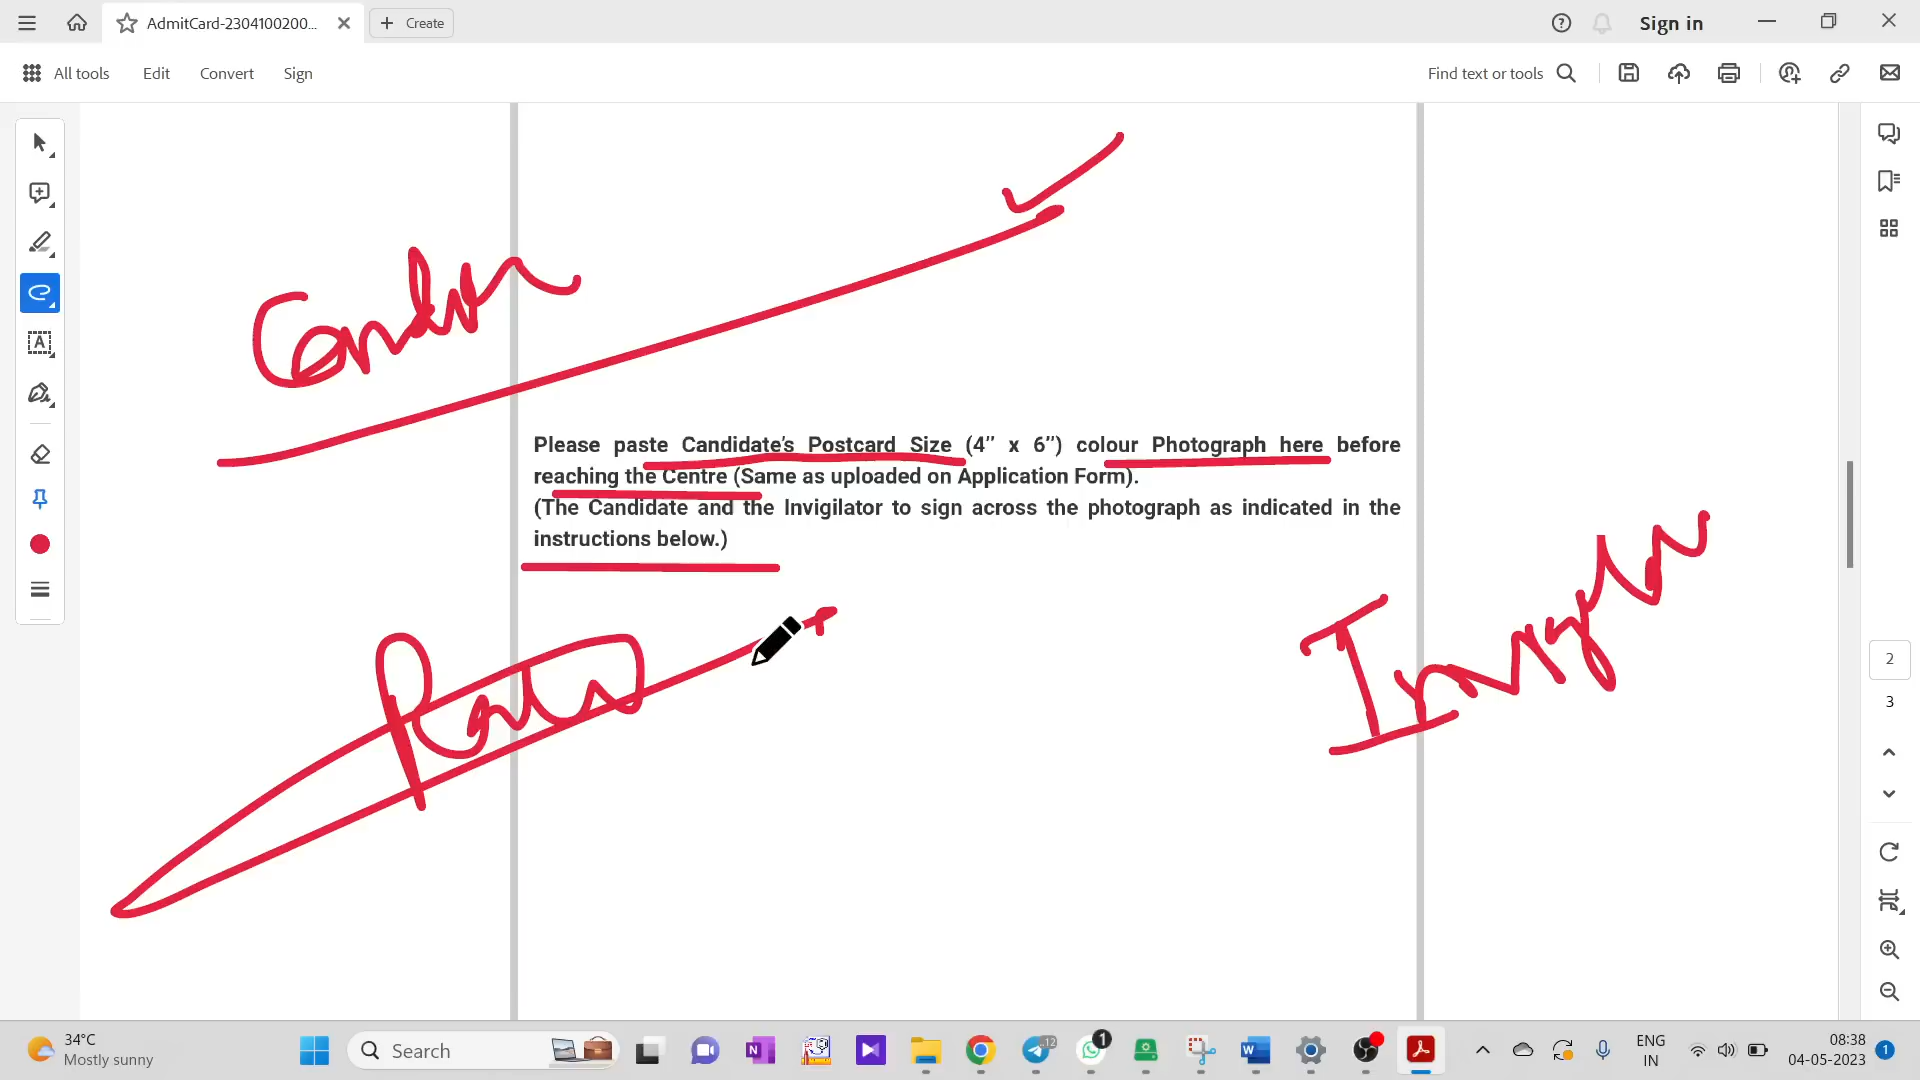 AdmitCard-2304100200...
Create
Sign in
All tools
Edit
Convert
Sign
Find text or tools
Please paste Candidate's Postcard Size (4" x 6") colour Photograph here before
reaching the Centre (Same as uploaded on Application Form).
(The Candidate and the Invigilator to sign across the photograph as indicated in the
instructions below.)
2
3
34°C
Mostly sunny
Search
12
1
ENG
IN
08:38
04-05-2023
1